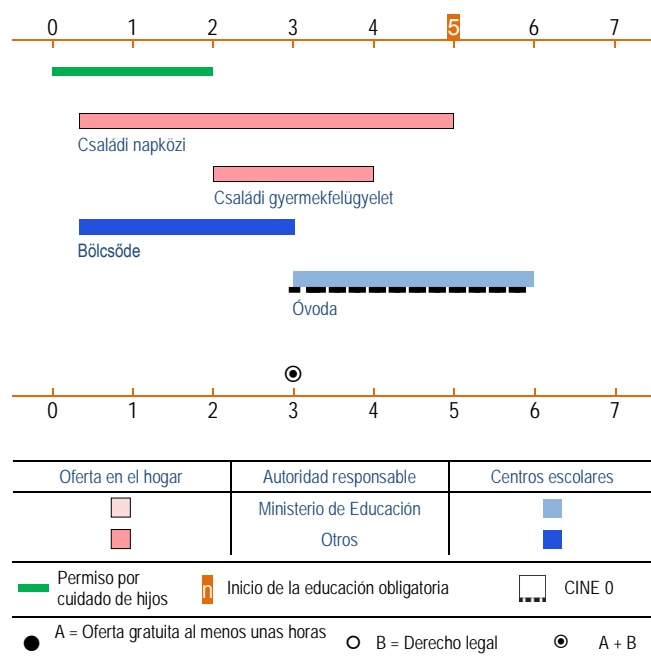 0 1 2 3 4 5 6 7
Családi napközi
Családi gyermekfelügyelet
Bölcsőde
Óvoda
0 1 2 3 4 5 6 7
Oferta en el hogar Autoridad responsable Centros escolares
Ministerio de Educación
Otros
Permiso por
cuidado de hijos
n Inicio de la educación obligatoria
CINE 0
A = Oferta gratuita al menos unas horas
B = Derecho legal
A + B